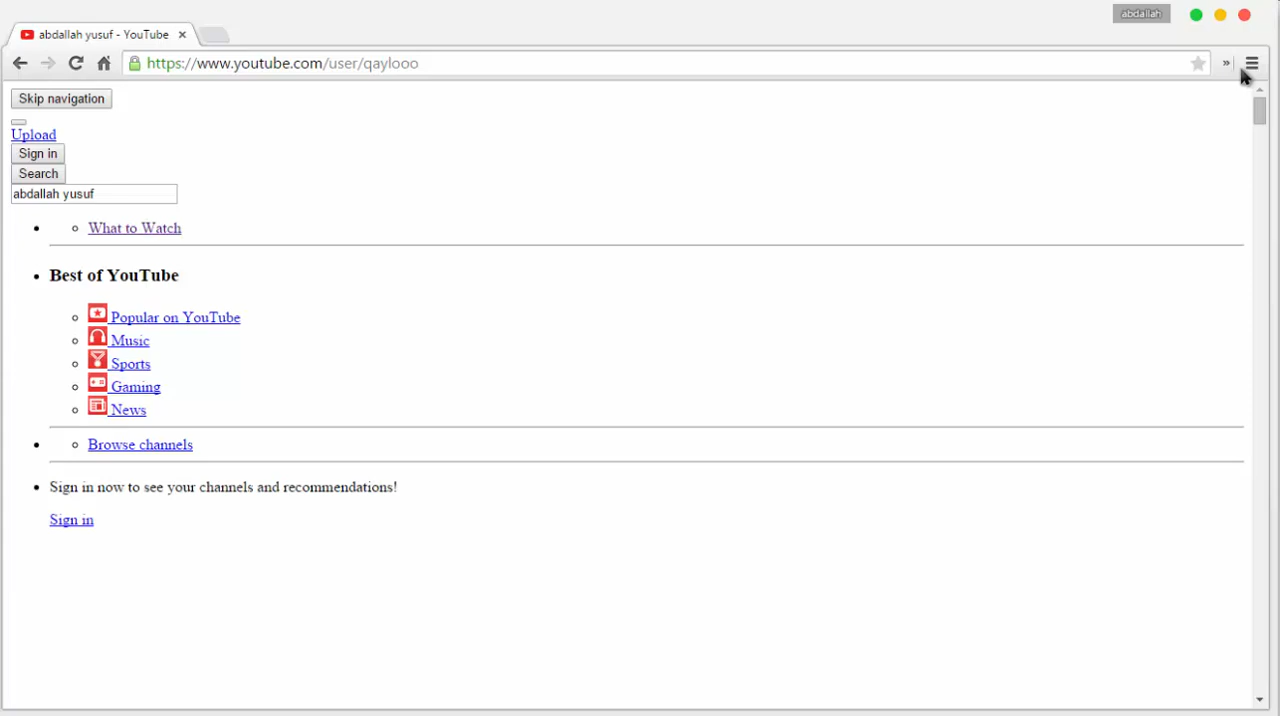 abdallah
abdallah yusuf - YouTube
https://www.youtube.com/user/qaylooo
Skip navigation
Upload
Sign in
Search
abdallah yusuf
What to Watch
Best of YouTube
Popular on YouTube
Music
Sports
Gaming
News
Browse channels
Sign in now to see your channels and recommendations!
Sign in